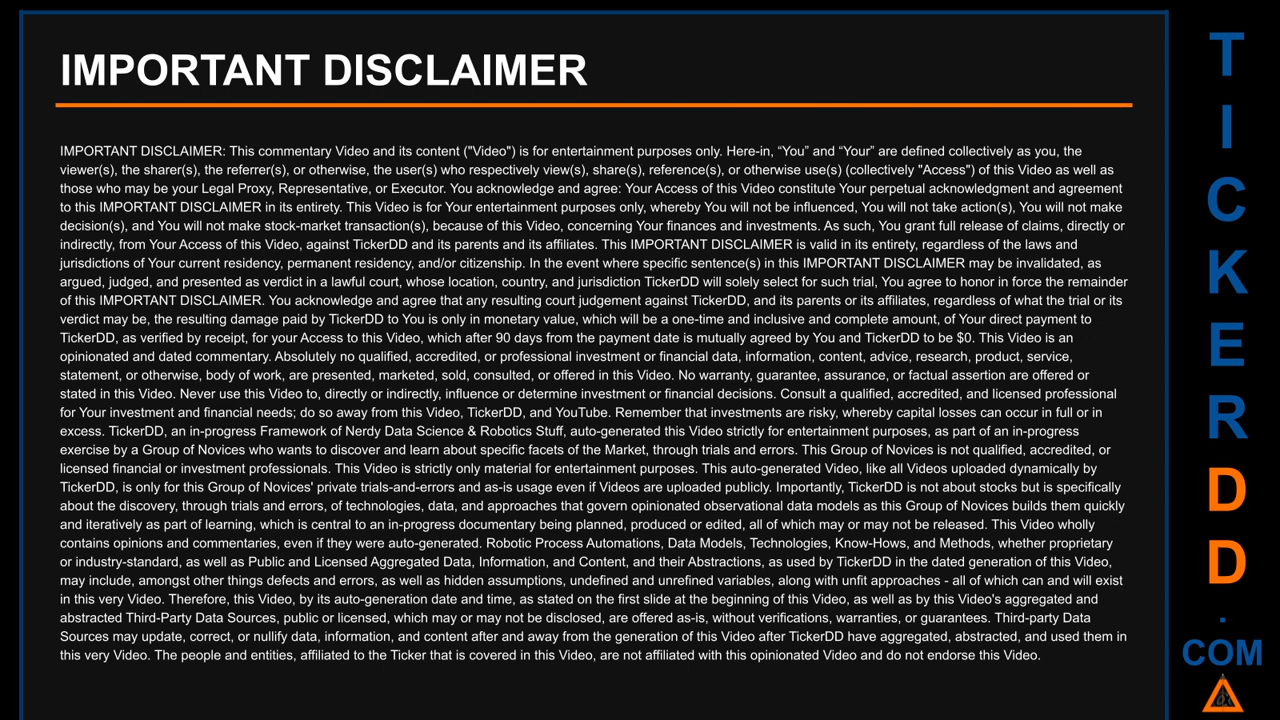 IMPORTANT DISCLAIMER
IMPORTANT DISCLAIMER: This commentary Video and its content ("Video") is for entertainment purposes only. Here-in, “You” and “Your” are defined collectively as you, the
viewer(s), the sharer(s), the referrer(s), or otherwise, the user(s) who respectively view(s), share(s), reference(s), or otherwise use(s) (collectively "Access") of this Video as well as
those who may be your Legal Proxy, Representative, or Executor. You acknowledge and agree: Your Access of this Video constitute Your perpetual acknowledgment and agreement
to this IMPORTANT DISCLAIMER in its entirety. This Video is for Your entertainment purposes only, whereby You will not be influenced, You will not take action(s), You will not make
decision(s), and You will not make stock-market transaction(s), because of this Video, concerning Your finances and investments. As such, You grant full release of claims, directly or
indirectly, from Your Access of this Video, against TickerDD and its parents and its affiliates. This IMPORTANT DISCLAIMER is valid in its entirety, regardless of the laws and
jurisdictions of Your current residency, permanent residency, and/or citizenship. In the event where specific sentence(s) in this IMPORTANT DISCLAIMER may be invalidated, as
argued, judged, and presented as verdict in a lawful court, whose location, country, and jurisdiction TickerDD will solely select for such trial, You agree to honor in force the remainder
of this IMPORTANT DISCLAIMER. You acknowledge and agree that any resulting court judgement against TickerDD, and its parents or its affiliates, regardless of what the trial or its
verdict may be, the resulting damage paid by TickerDD to You is only in monetary value, which will be a one-time and inclusive and complete amount, of Your direct payment to
TickerDD, as verified by receipt, for your Access to this Video, which after 90 days from the payment date is mutually agreed by You and TickerDD to be $0. This Video is an
opinionated and dated commentary. Absolutely no qualified, accredited, or professional investment or financial data, information, content, advice, research, product, service,
statement, or otherwise, body of work, are presented, marketed, sold, consulted, or offered in this Video. No warranty, guarantee, assurance, or factual assertion are offered or
stated in this Video. Never use this Video to, directly or indirectly, influence or determine investment or financial decisions. Consult a qualified, accredited, and licensed professional
for Your investment and financial needs; do so away from this Video, TickerDD, and YouTube. Remember that investments are risky, whereby capital losses can occur in full or in
excess. TickerDD, an in-progress Framework of Nerdy Data Science & Robotics Stuff, auto-generated this Video strictly for entertainment purposes, as part of an in-progress
exercise by a Group of Novices who wants to discover and learn about specific facets of the Market, through trials and errors. This Group of Novices is not qualified, accredited, or
licensed financial or investment professionals. This Video is strictly only material for entertainment purposes. This auto-generated Video, like all Videos uploaded dynamically by
TickerDD, is only for this Group of Novices' private trials-and-errors and as-is usage even if Videos are uploaded publicly. Importantly, TickerDD is not about stocks but is specifically
about the discovery, through trials and errors, of technologies, data, and approaches that govern opinionated observational data models as this Group of Novices builds them quickly
and iteratively as part of learning, which is central to an in-progress documentary being planned, produced or edited, all of which may or may not be released. This Video wholly
contains opinions and commentaries, even if they were auto-generated. Robotic Process Automations, Data Models, Technologies, Know-Hows, and Methods, whether proprietary
or industry-standard, as well as Public and Licensed Aggregated Data, Information, and Content, and their Abstractions, as used by TickerDD in the dated generation of this Video,
may include, amongst other things defects and errors, as well as hidden assumptions, undefined and unrefined variables, along with unfit approaches - all of which can and will exist
in this very Video. Therefore, this Video, by its auto-generation date and time, as stated on the first slide at the beginning of this Video, as well as by this Video's aggregated and
abstracted Third-Party Data Sources, public or licensed, which may or may not be disclosed, are offered as-is, without verifications, warranties, or guarantees. Third-party Data
Sources may update, correct, or nullify data, information, and content after and away from the generation of this Video after TickerDD have aggregated, abstracted, and used them in
this very Video. The people and entities, affiliated to the Ticker that is covered in this Video, are not affiliated with this opinionated Video and do not endorse this Video.
T
I
C
K
E
R
D
D
.
COM